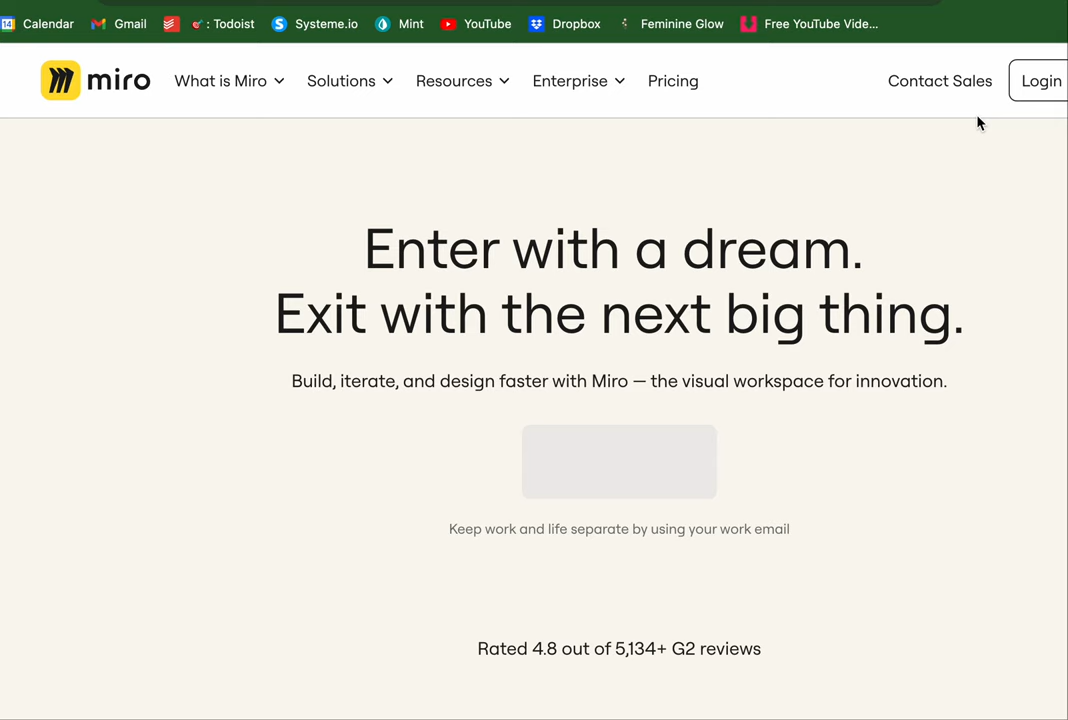 14 Calendar Gmail : Todoist Systeme.io Mint YouTube Dropbox Feminine Glow Free YouTube Vide...
miro What is Miro Solutions Resources Enterprise Pricing Contact Sales Login
Enter with a dream.
Exit with the next big thing.
Build, iterate, and design faster with Miro — the visual workspace for innovation.
Keep work and life separate by using your work email
Rated 4.8 out of 5,134+ G2 reviews